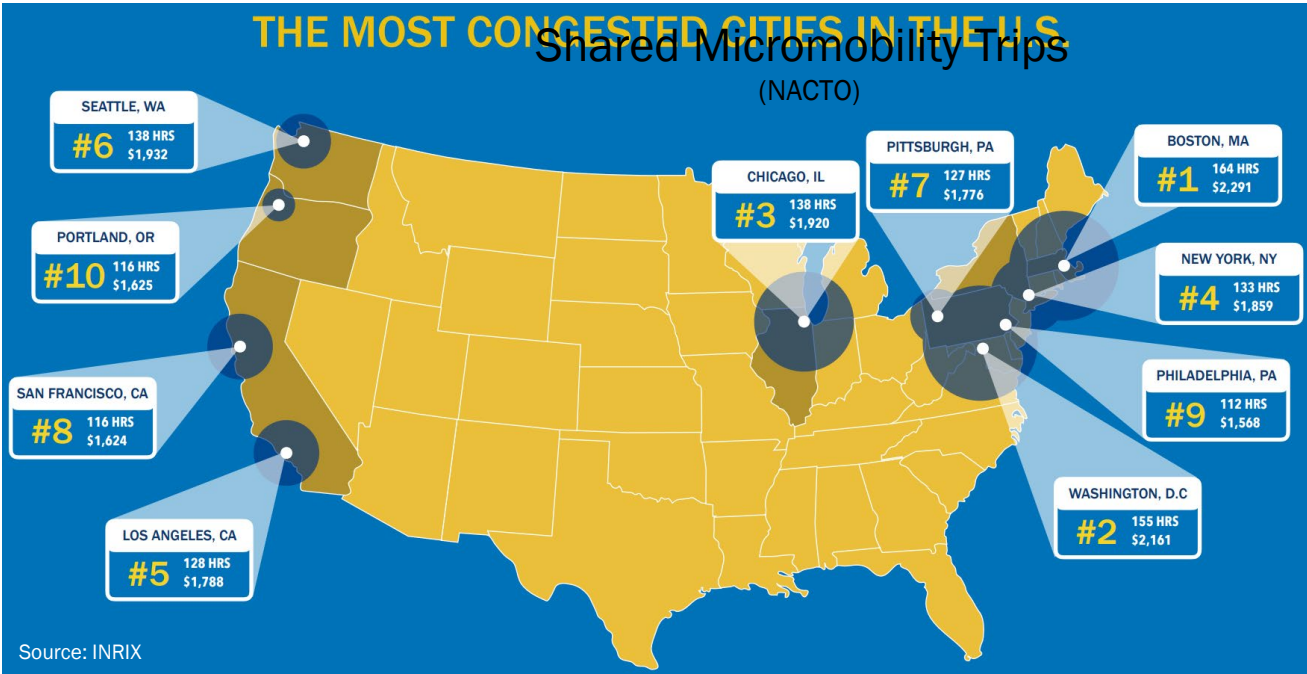 THE MOST CONGESTED CITIES IN THE U.S.
Shared Micromobility Trips
(NACTO)
SEATTLE, WA
#6 138 HRS
$1,932
PORTLAND, OR
#10 116 HRS
$1,625
SAN FRANCISCO, CA
#8 116 HRS
$1,624
LOS ANGELES, CA
#5 128 HRS
$1,788
CHICAGO, IL
#3 138 HRS
$1,920
PITTSBURGH, PA
#7 127 HRS
$1,776
BOSTON, MA
#1 164 HRS
$2,291
NEW YORK, NY
#4 133 HRS
$1,859
PHILADELPHIA, PA
#9 112 HRS
$1,568
WASHINGTON, D.C
#2 155 HRS
$2,161
Source: INRIX